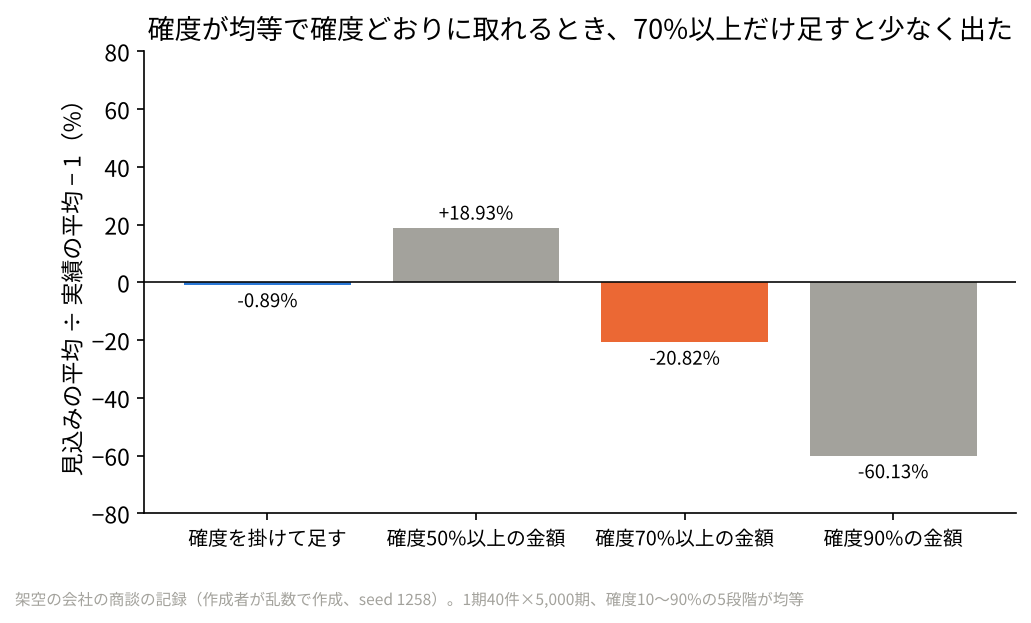 確度が均等で確度どおりに取れるとき、70%以上だけ足すと少なく出た
見込みの平均 ÷ 実績の平均 − 1（%）
80
60
40
20
0
−20
−40
−60
−80
-0.89%
+18.93%
-20.82%
-60.13%
確度を掛けて足す
確度50%以上の金額
確度70%以上の金額
確度90%の金額
架空の会社の商談の記録（作成者が乱数で作成、seed 1258）。1期40件×5,000期、確度10〜90%の5段階が均等